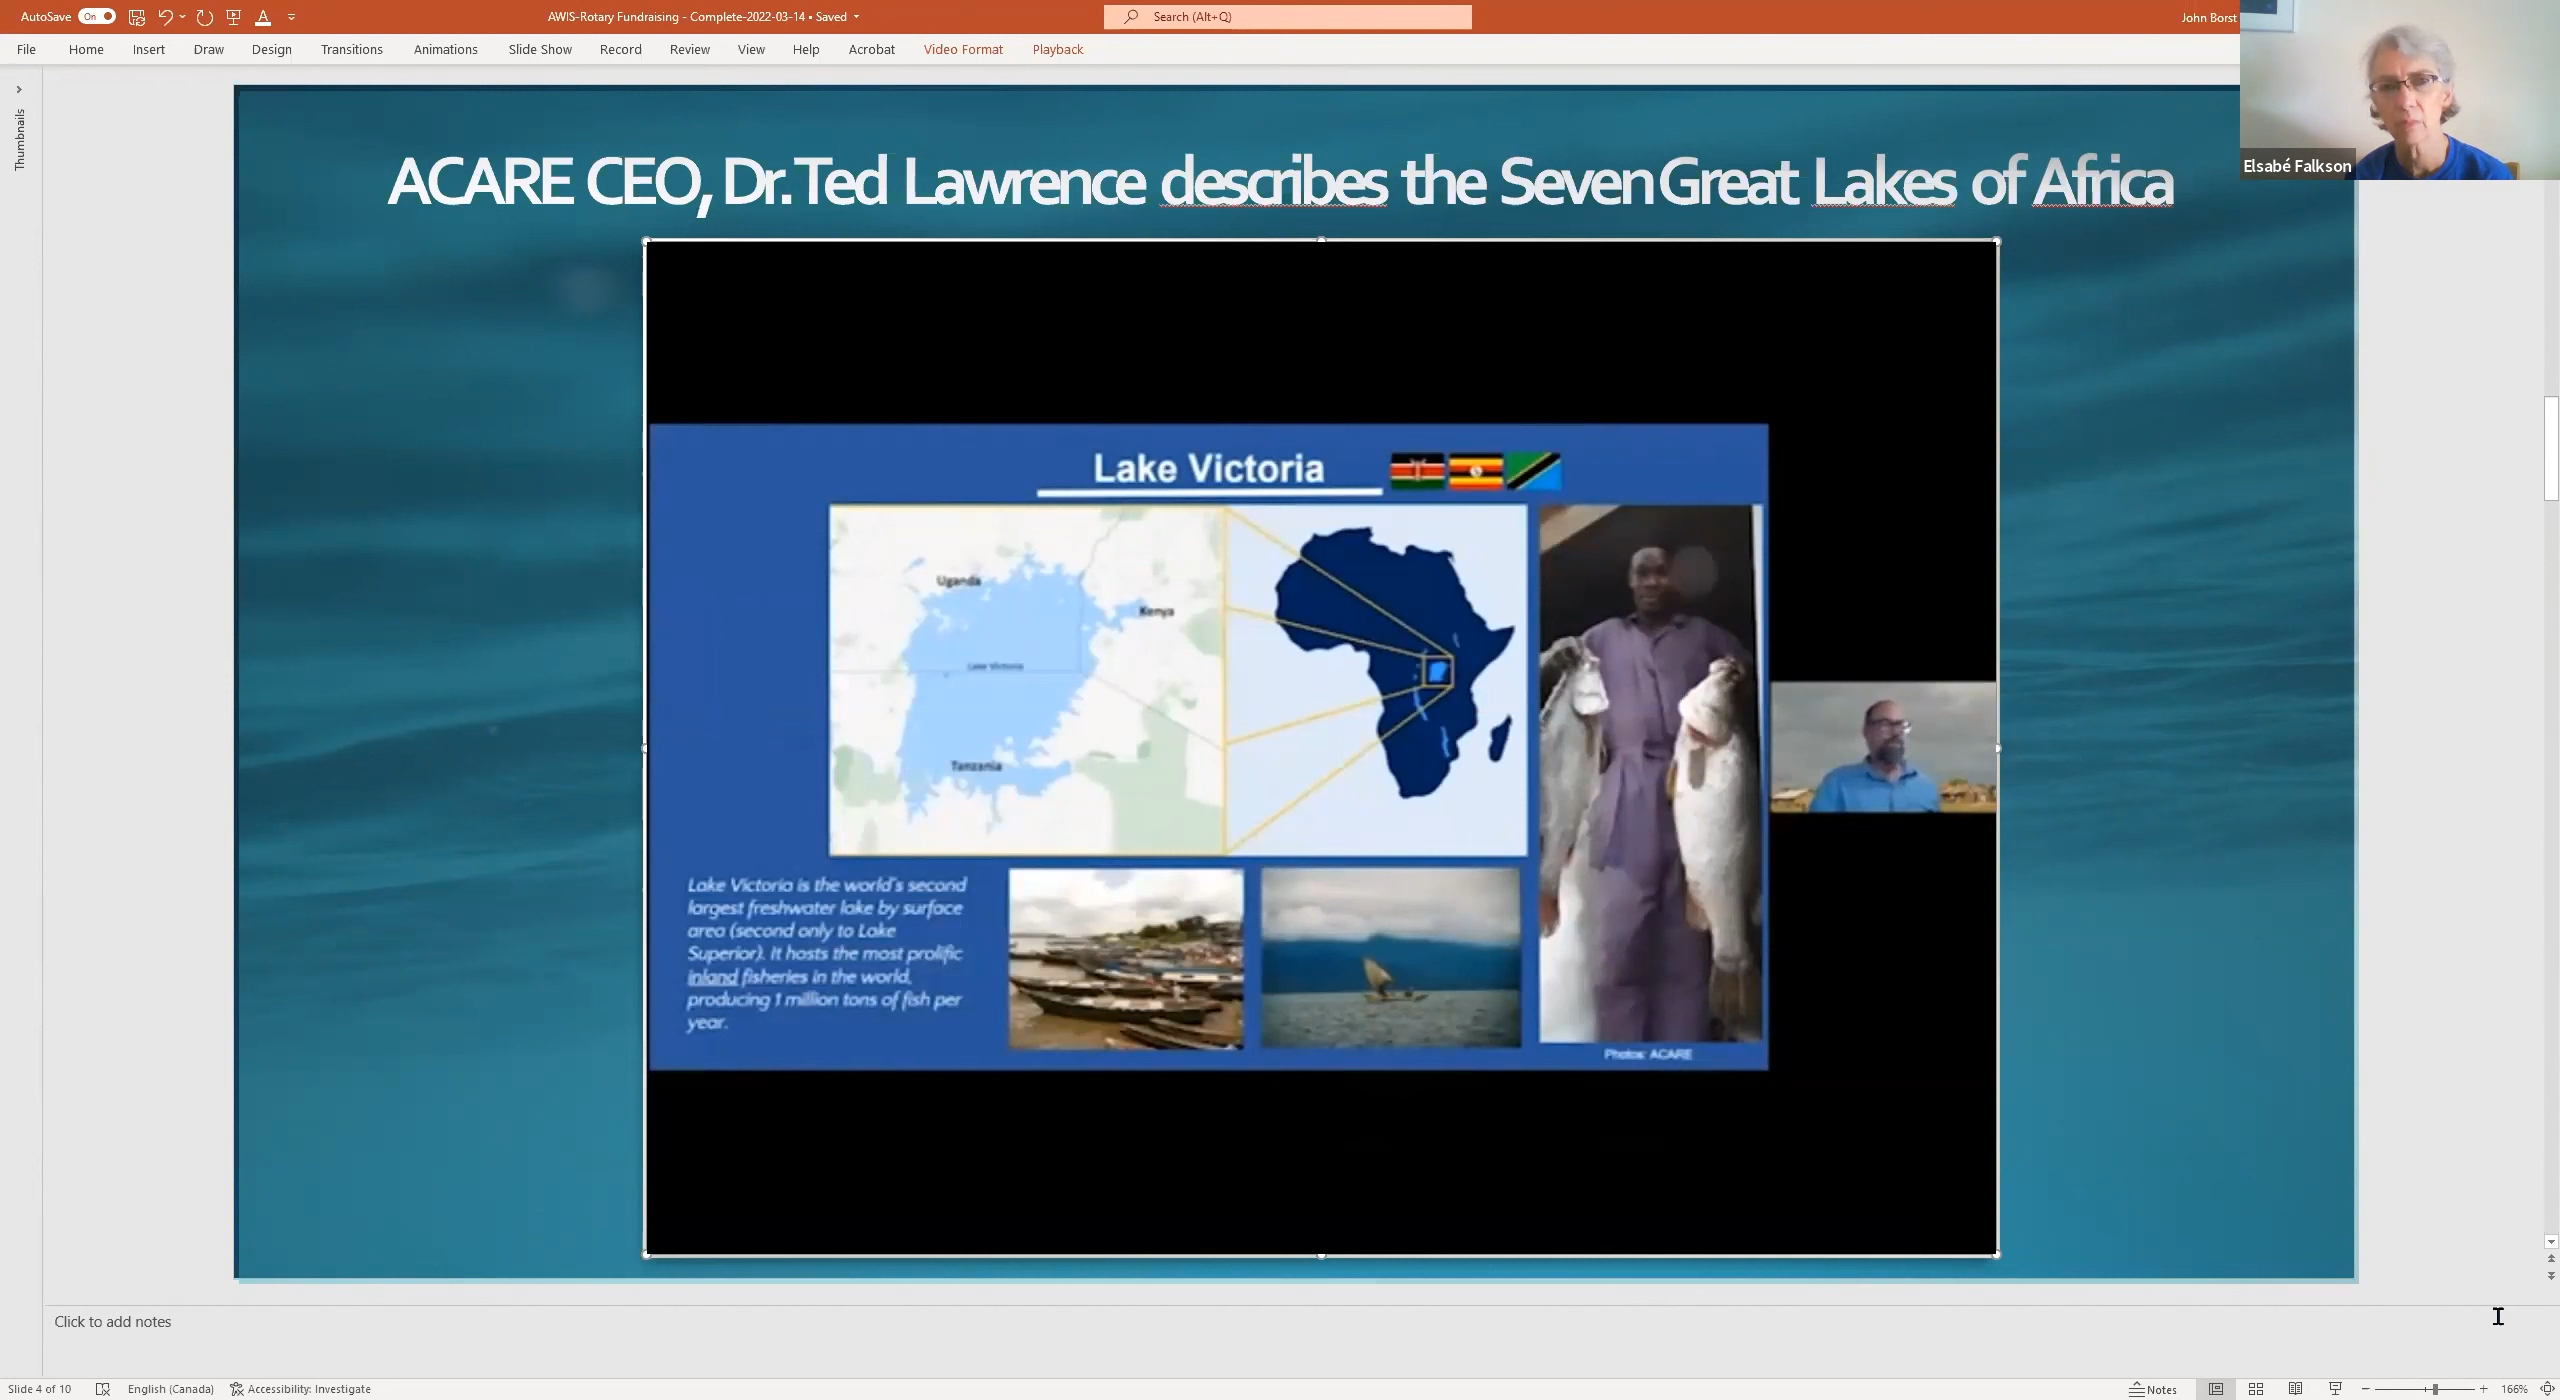 AutoSave On
AWIS-Rotary Fundraising - Complete-2022-03-14 • Saved
Search (Alt+Q)
John Borst
File Home Insert Draw Design Transitions Animations Slide Show Record Review View Help Acrobat Video Format Playback
Elsabé Falkson
Thumbnails
ACARE CEO, Dr. Ted Lawrence describes the Seven Great Lakes of Africa
Lake Victoria
Uganda
Kenya
Lake Victoria
Tanzania
Lake Victoria is the world's second
largest freshwater lake by surface
area (second only to Lake
Superior). It hosts the most prolific
inland fisheries in the world,
producing 1 million tons of fish per
year.
Photos: ACARE
Click to add notes
Slide 4 of 10 English (Canada) Accessibility: Investigate Notes 166%